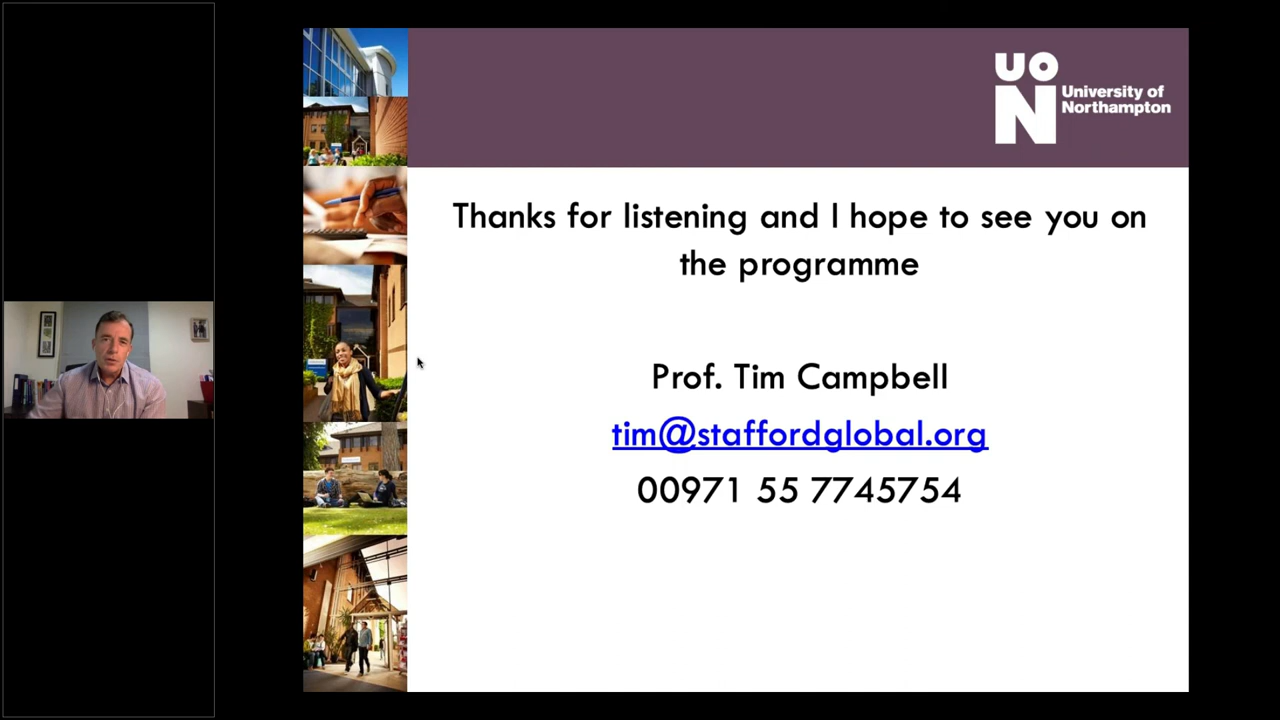 UO
N
University of
Northampton
Thanks for listening and I hope to see you on
the programme
Prof. Tim Campbell
tim@staffordglobal.org
00971 55 7745754